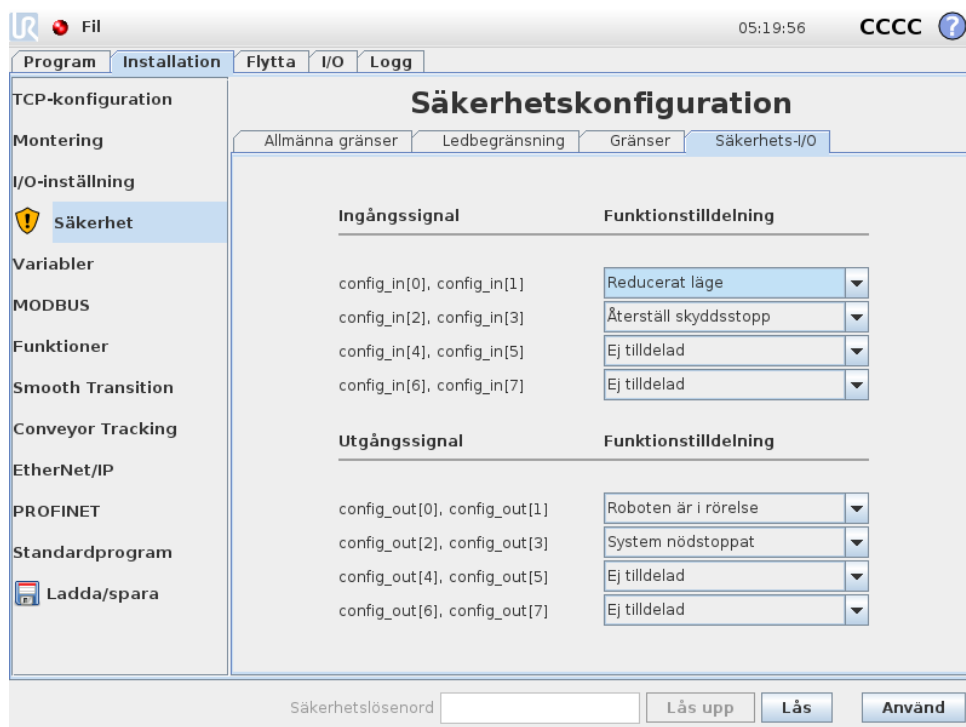 UR Fil 05:19:56 CCCC ?
Program Installation Flytta I/O Logg
TCP-konfiguration
Montering
I/O-inställning
Säkerhet
Variabler
MODBUS
Funktioner
Smooth Transition
Conveyor Tracking
EtherNet/IP
PROFINET
Standardprogram
Ladda/spara
Säkerhetskonfiguration
Allmänna gränser Ledbegränsning Gränser Säkerhets-I/O
Ingångssignal Funktionstilldelning
config_in[0], config_in[1] Reducerat läge
config_in[2], config_in[3] Återställ skyddsstopp
config_in[4], config_in[5] Ej tilldelad
config_in[6], config_in[7] Ej tilldelad
Utgångssignal Funktionstilldelning
config_out[0], config_out[1] Roboten är i rörelse
config_out[2], config_out[3] System nödstoppat
config_out[4], config_out[5] Ej tilldelad
config_out[6], config_out[7] Ej tilldelad
Säkerhetslösenord Lås upp Lås Använd